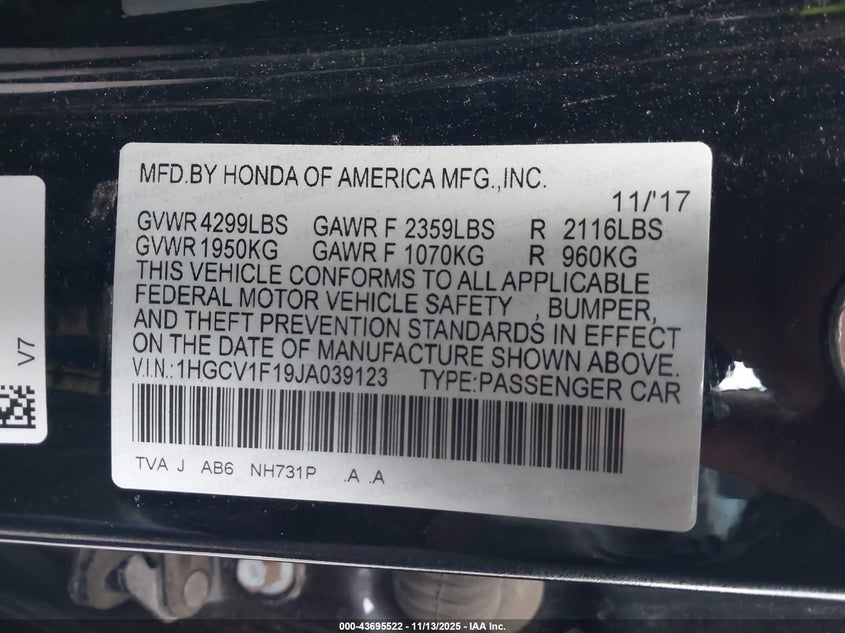 MFD.BY HONDA OF AMERICA MFG.,INC.
11/'17
GVWR 4299LBS GAWR F 2359LBS R 2116LBS
GVWR 1950KG GAWR F 1070KG R 960KG
THIS VEHICLE CONFORMS TO ALL APPLICABLE
FEDERAL MOTOR VEHICLE SAFETY , BUMPER,
AND THEFT PREVENTION STANDARDS IN EFFECT
ON THE DATE OF MANUFACTURE SHOWN ABOVE.
V.I.N.:1HGCV1F19JA039123 TYPE:PASSENGER CAR
TVA J AB6 NH731P .A .A
V7
000-43695522 - 11/13/2025 - IAA Inc.